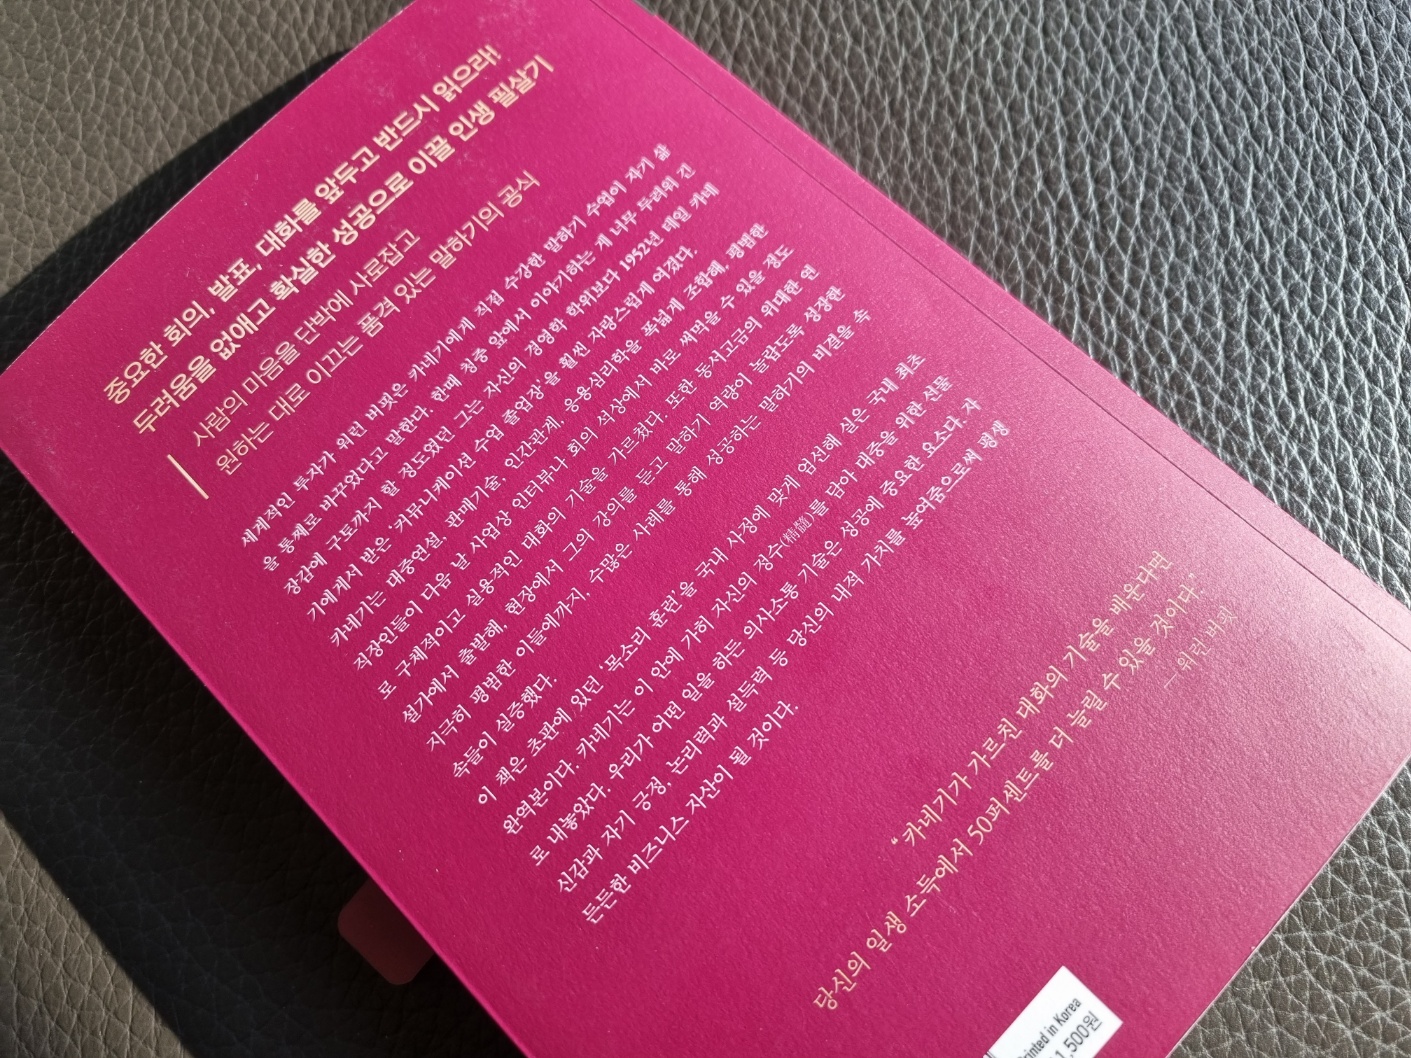 중요한 회의, 발표, 대화를 앞두고 반드시 읽으라!
두려움을 없애고 확실한 성공으로 이끌 인생 필살기
사람의 마음을 단박에 사로잡고
원하는 대로 이끄는 품격 있는 말하기의 공식
세계적인 투자가 워런 버핏은 카네기에게 직접 수강한 말하기 수업이 자기 삶
을 통째로 바꾸었다고 말한다. 한때 청중 앞에서 이야기하는 게 너무 두려워 긴
장감에 구토까지 할 정도였던 그는 자신의 경영학 학위보다 1952년 데일 카네
기에게서 받은 ‘커뮤니케이션 수업 졸업장’을 훨씬 자랑스럽게 여겼다.
카네기는 대중연설, 판매기술, 인간관계, 응용심리학을 폭넓게 조합해, 평범한
직장인들이 다음 날 사업상 인터뷰나 회의 석상에서 바로 써먹을 수 있을 정도
로 구체적이고 실용적인 대화의 기술을 가르쳤다. 또한 동서고금의 위대한 연
설가에서 출발해, 현장에서 그의 강의를 듣고 말하기 역량이 놀랍도록 성장한
지극히 평범한 이들에까지, 수많은 사례를 통해 성공하는 말하기의 비결을 속
속들이 실증했다.
이 책은 초판에 있던 ‘목소리 훈련’을 국내 사정에 맞게 엄선해 실은 국내 최초
완역본이다. 카네기는 이 안에 가히 자신의 정수(精髓)를 담아 대중을 위한 선물
로 내놓았다. 우리가 어떤 일을 하든 의사소통 기술은 성공에 중요한 요소다. 자
신감과 자기 긍정, 논리력과 설득력 등 당신의 내적 가치를 높여줌으로써 평생
든든한 비즈니스 자산이 될 것이다.
“ 카네기가 가르친 대화의 기술을 배운다면
당신의 일생 소득에서 50퍼센트를 더 늘릴 수 있을 것이다.”
— 워런 버핏
Printed in Korea
1,500원